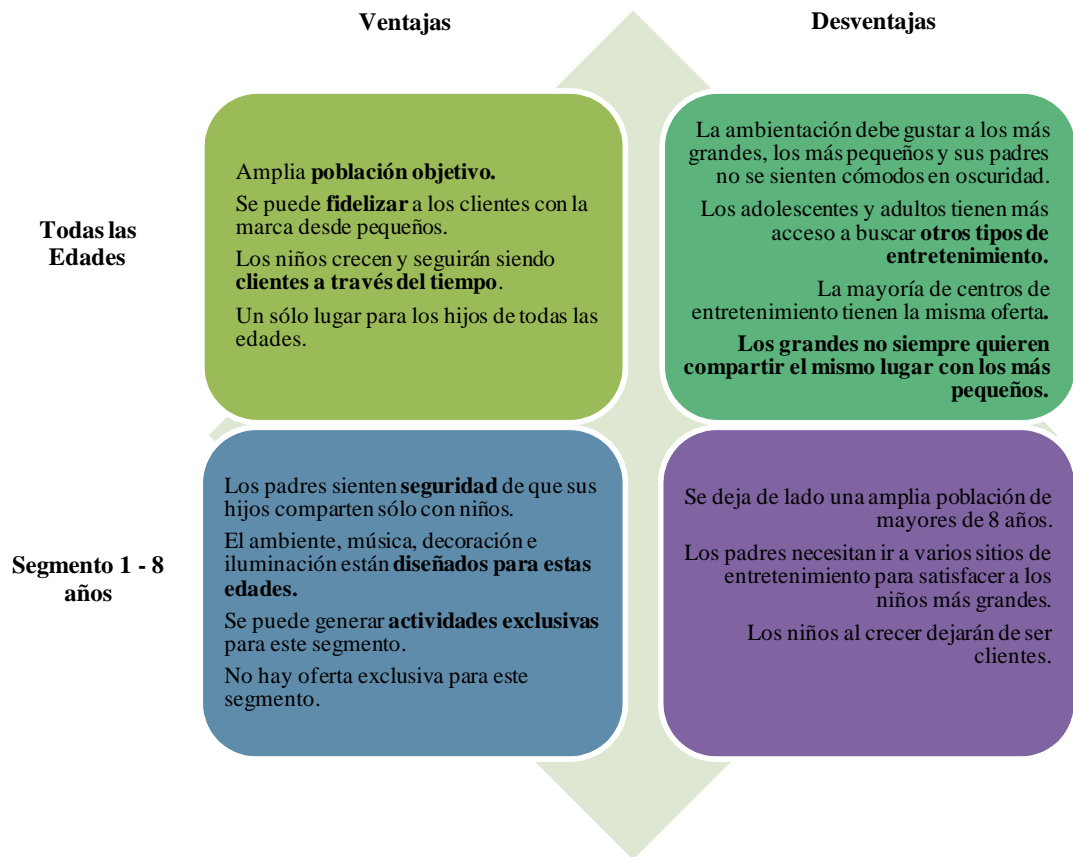 Ventajas
Desventajas
Todas las
Edades
Amplia población objetivo.
Se puede fidelizar a los clientes con la
marca desde pequeños.
Los niños crecen y seguirán siendo
clientes a través del tiempo.
Un sólo lugar para los hijos de todas las
edades.
La ambientación debe gustar a los más
grandes, los más pequeños y sus padres
no se sienten cómodos en oscuridad.
Los adolescentes y adultos tienen más
acceso a buscar otros tipos de
entretenimiento.
La mayoría de centros de
entretenimiento tienen la misma oferta.
Los grandes no siempre quieren
compartir el mismo lugar con los más
pequeños.
Segmento 1 - 8
años
Los padres sienten seguridad de que sus
hijos comparten sólo con niños.
El ambiente, música, decoración e
iluminación están diseñados para estas
edades.
Se puede generar actividades exclusivas
para este segmento.
No hay oferta exclusiva para este
segmento.
Se deja de lado una amplia población de
mayores de 8 años.
Los padres necesitan ir a varios sitios de
entretenimiento para satisfacer a los
niños más grandes.
Los niños al crecer dejarán de ser
clientes.